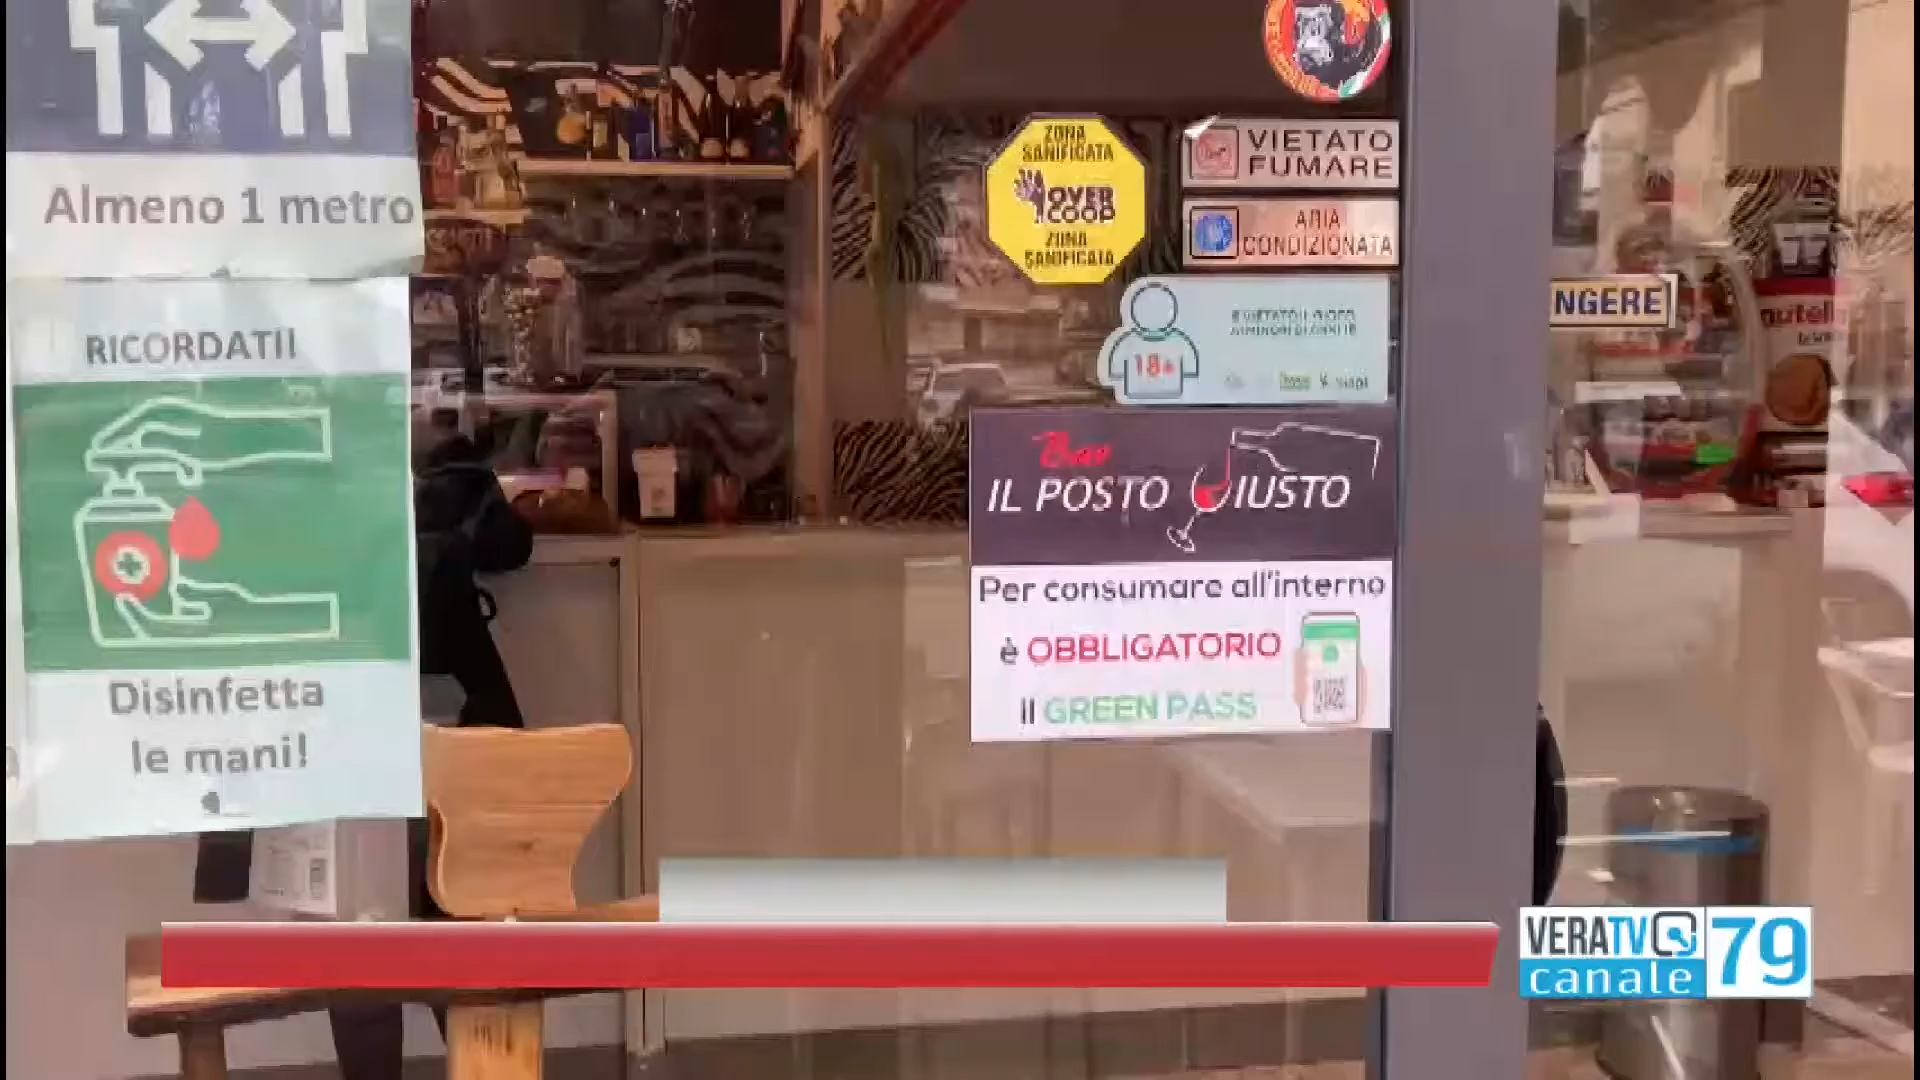 Almeno 1 metro
RICORDATI!
Disinfetta
le mani!
ZONA
SANIFICATA
OVER
COOP
ZONA
SANIFICATA
VIETATO
FUMARE
ARIA
CONDIZIONATA
18+
Bar
IL POSTO GIUSTO
Per consumare all'interno
è OBBLIGATORIO
Il GREEN PASS
NGERE
nutella
VERATV
canale
79